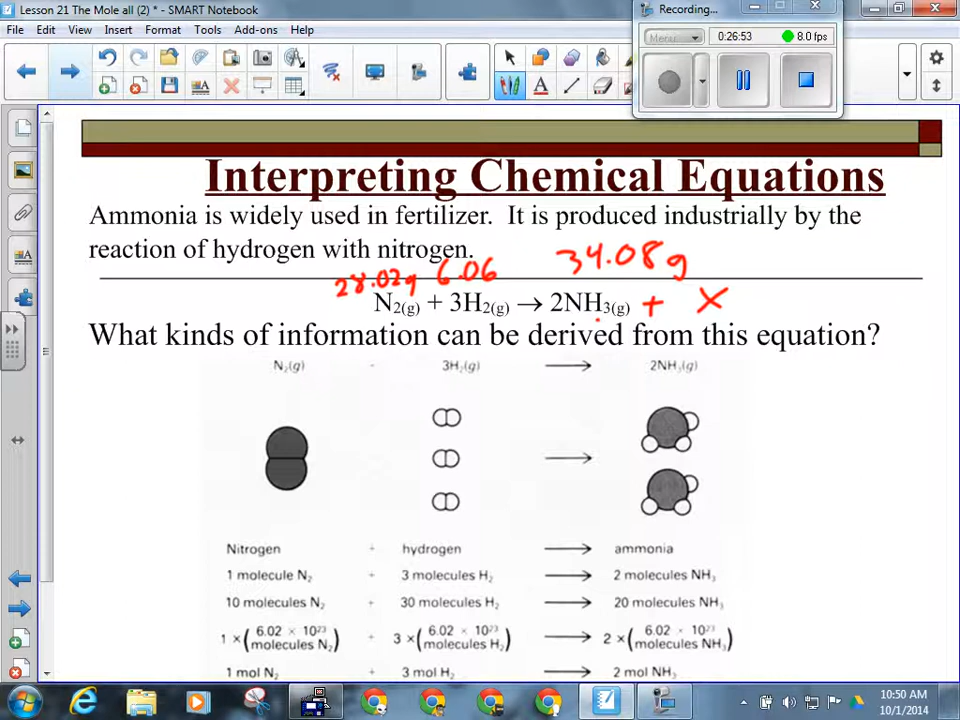 Lesson 21 The Mole all (2) * - SMART Notebook
Recording...
File Edit View Insert Format Tools Add-ons Help
Menu 0:26:53 8.0 fps
Interpreting Chemical Equations
Ammonia is widely used in fertilizer. It is produced industrially by the
reaction of hydrogen with nitrogen.
28.02g 6.06 34.08g
N2(g) + 3H2(g) → 2NH3(g) + X
What kinds of information can be derived from this equation?
N₂(g) 3H₂(g) → 2NH₃(g)
→
Nitrogen + hydrogen → ammonia
1 molecule N₂ + 3 molecules H₂ → 2 molecules NH₃
10 molecules N₂ + 30 molecules H₂ → 20 molecules NH₃
1 × (6.02 × 10²³ molecules N₂) + 3 × (6.02 × 10²³ molecules H₂) → 2 × (6.02 × 10²³ molecules NH₃)
1 mol N₂ + 3 mol H₂ → 2 mol NH₃
10:50 AM
10/1/2014